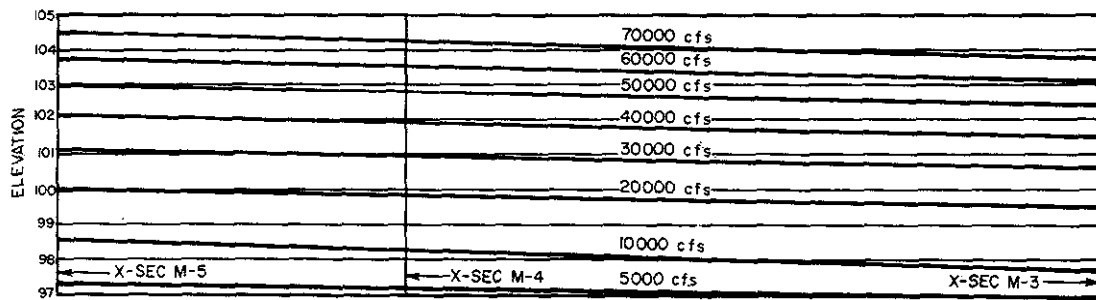 105
70000 cfs
104
60000 cfs
103
50000 cfs
102
40000 cfs
101
30000 cfs
100
20000 cfs
99
10000 cfs
98
X-SEC M-5
X-SEC M-4
5000 cfs
X-SEC M-3
97
ELEVATION